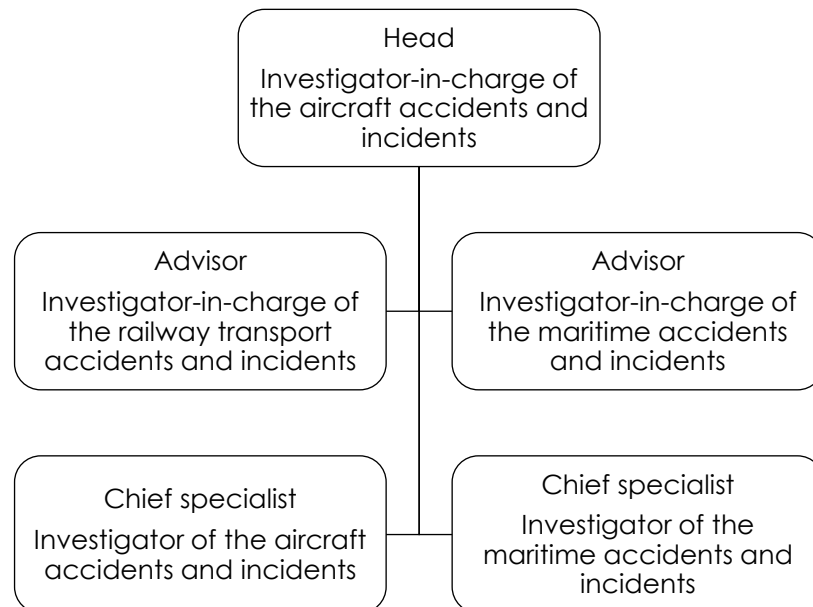 Head
Investigator-in-charge of
the aircraft accidents and
incidents
Advisor
Investigator-in-charge of
the railway transport
accidents and incidents
Advisor
Investigator-in-charge of
the maritime accidents
and incidents
Chief specialist
Investigator of the aircraft
accidents and incidents
Chief specialist
Investigator of the
maritime accidents and
incidents